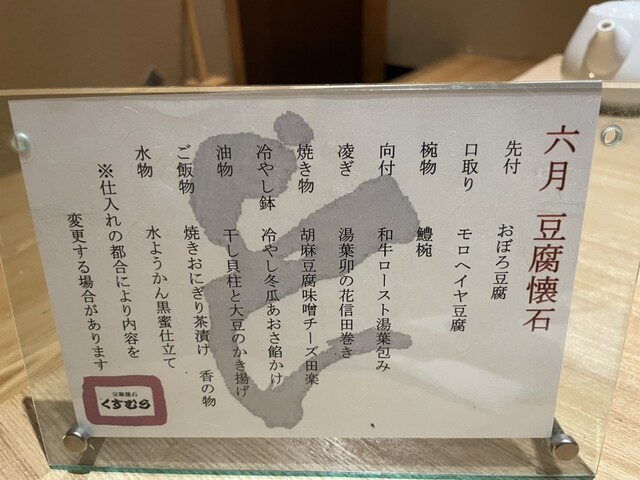 六月 豆腐懐石
先付 おぼろ豆腐
口取り モロヘイヤ豆腐
椀物 鱧椀
向付 和牛ロースト湯葉包み
凌ぎ 湯葉卯の花信田巻き
焼き物 胡麻豆腐味噌チーズ田楽
冷やし鉢 冷やし冬瓜あおさ餡かけ
油物 干し貝柱と大豆のかき揚げ
ご飯物 焼きおにぎり茶漬け 香の物
水物 水ようかん黒蜜仕立て
※仕入れの都合により内容を
変更する場合があります
豆腐懐石
くすむら